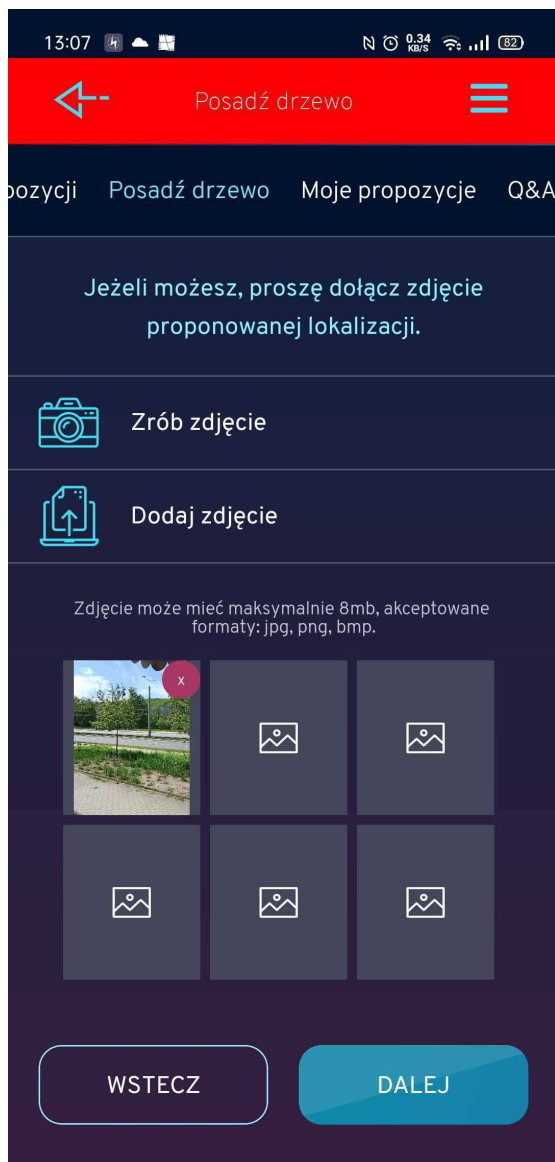 13:07 0.34 KB/S 82
Posadź drzewo
pozycji Posadź drzewo Moje propozycje Q&A
Jeżeli możesz, proszę dołącz zdjęcie
proponowanej lokalizacji.
Zrób zdjęcie
Dodaj zdjęcie
Zdjęcie może mieć maksymalnie 8mb, akceptowane
formaty: jpg, png, bmp.
x
WSTECZ DALEJ